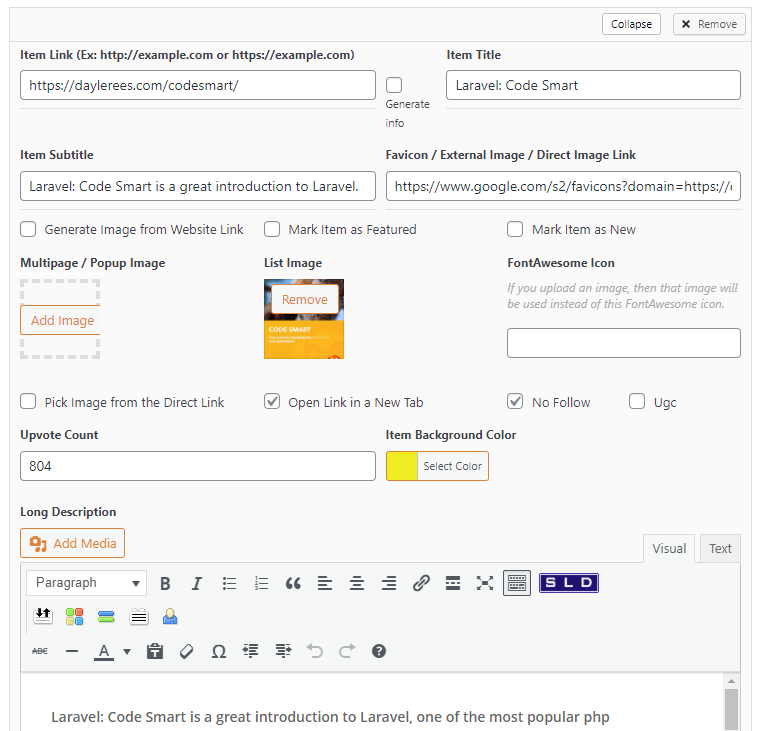 Collapse
✖ Remove
Item Link (Ex: http://example.com or https://example.com)
Item Title
https://daylerees.com/codesmart/
Generate
info
Laravel: Code Smart
Item Subtitle
Favicon / External Image / Direct Image Link
Laravel: Code Smart is a great introduction to Laravel.
https://www.google.com/s2/favicons?domain=https://
Generate Image from Website Link
Mark Item as Featured
Mark Item as New
Multipage / Popup Image
List Image
FontAwesome Icon
Add Image
Remove
CODE SMART
If you upload an image, then that image will
be used instead of this FontAwesome icon.
Pick Image from the Direct Link
Open Link in a New Tab
No Follow
Ugc
Upvote Count
Item Background Color
804
Select Color
Long Description
Add Media
Visual
Text
Paragraph
B
I
SLD
ABC
A
T
Ω
Laravel: Code Smart is a great introduction to Laravel, one of the most popular php